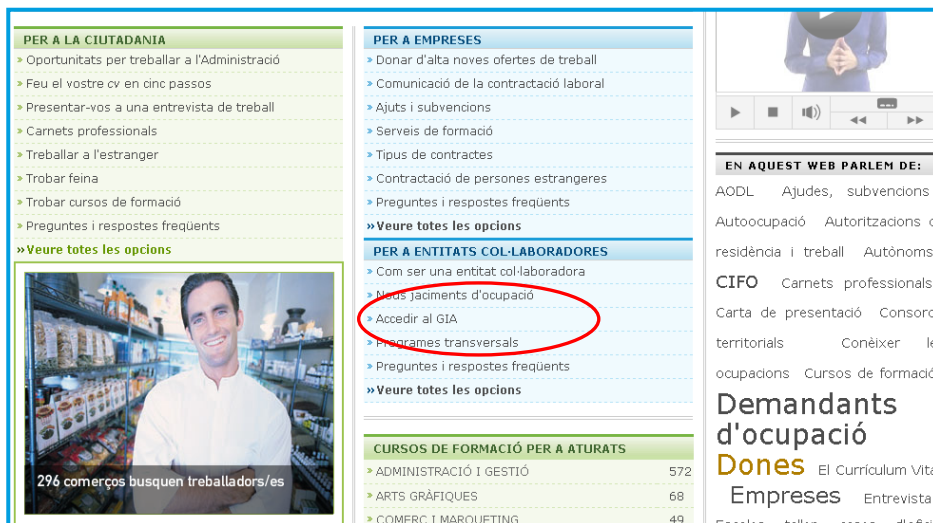 PER A LA CIUTADANIA
Oportunitats per treballar a l'Administració
Feu el vostre cv en cinc passos
Presentar-vos a una entrevista de treball
Carnets professionals
Treballar a l'estranger
Trobar feina
Trobar cursos de formació
Preguntes i respostes freqüents
Veure totes les opcions
296 comerços busquen treballadors/es
PER A EMPRESES
Donar d'alta noves ofertes de treball
Comunicació de la contractació laboral
Ajuts i subvencions
Serveis de formació
Tipus de contractes
Contractació de persones estrangeres
Preguntes i respostes freqüents
Veure totes les opcions
PER A ENTITATS COL·LABORADORES
Com ser una entitat col·laboradora
Nous jaciments d'ocupació
Accedir al GIA
Programes transversals
Preguntes i respostes freqüents
Veure totes les opcions
CURSOS DE FORMACIÓ PER A ATURATS
ADMINISTRACIÓ I GESTIÓ 572
ARTS GRÀFIQUES 68
COMERÇ I MARQUETING 49
EN AQUEST WEB PARLEM DE:
AODL Ajudes, subvencions
Autoocupació Autoritzacions
residència i treball Autònoms
CIFO Carnets professionals
Carta de presentació
territorials Conèixer
ocupacions Cursos de formació
Demandants
d'ocupació
Dones El Currículum
Empreses Entrevista